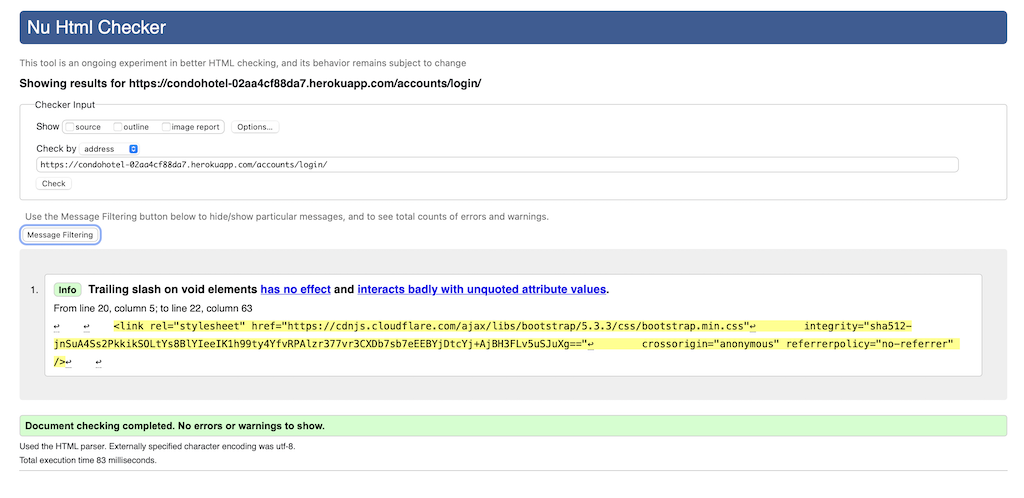 Nu Html Checker
This tool is an ongoing experiment in better HTML checking, and its behavior remains subject to change
Showing results for https://condohotel-02aa4cf88da7.herokuapp.com/accounts/login/
Checker Input
Show source outline image report Options...
Check by address
https://condohotel-02aa4cf88da7.herokuapp.com/accounts/login/
Check
Use the Message Filtering button below to hide/show particular messages, and to see total counts of errors and warnings.
Message Filtering
1. Info Trailing slash on void elements has no effect and interacts badly with unquoted attribute values.
From line 20, column 5; to line 22, column 63
↩ ↩ <link rel="stylesheet" href="https://cdnjs.cloudflare.com/ajax/libs/bootstrap/5.3.3/css/bootstrap.min.css"↩ integrity="sha512-
jnSuA4Ss2PkkikSOLtYs8BlYIeeIK1h99ty4YfvRPAlzr377vr3CXDb7sb7eEEBYjDtcYj+AjBH3FLv5uSJuXg=="↩ crossorigin="anonymous" referrerpolicy="no-referrer"
/>↩ ↩
Document checking completed. No errors or warnings to show.
Used the HTML parser. Externally specified character encoding was utf-8.
Total execution time 83 milliseconds.